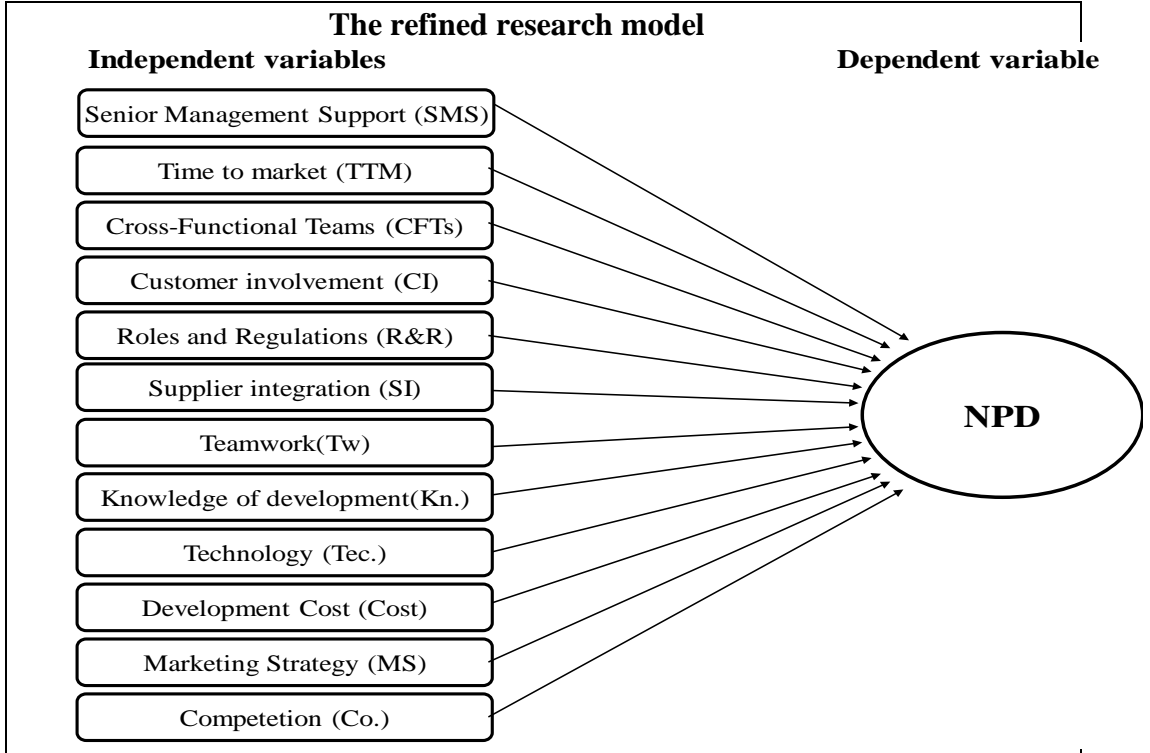 The refined research model
Independent variables
Dependent variable
Senior Management Support (SMS)
Time to market (TTM)
Cross-Functional Teams (CFTs)
Customer involvement (CI)
Roles and Regulations (R&R)
Supplier integration (SI)
Teamwork(Tw)
Knowledge of development(Kn.)
Technology (Tec.)
Development Cost (Cost)
Marketing Strategy (MS)
Competetion (Co.)
NPD